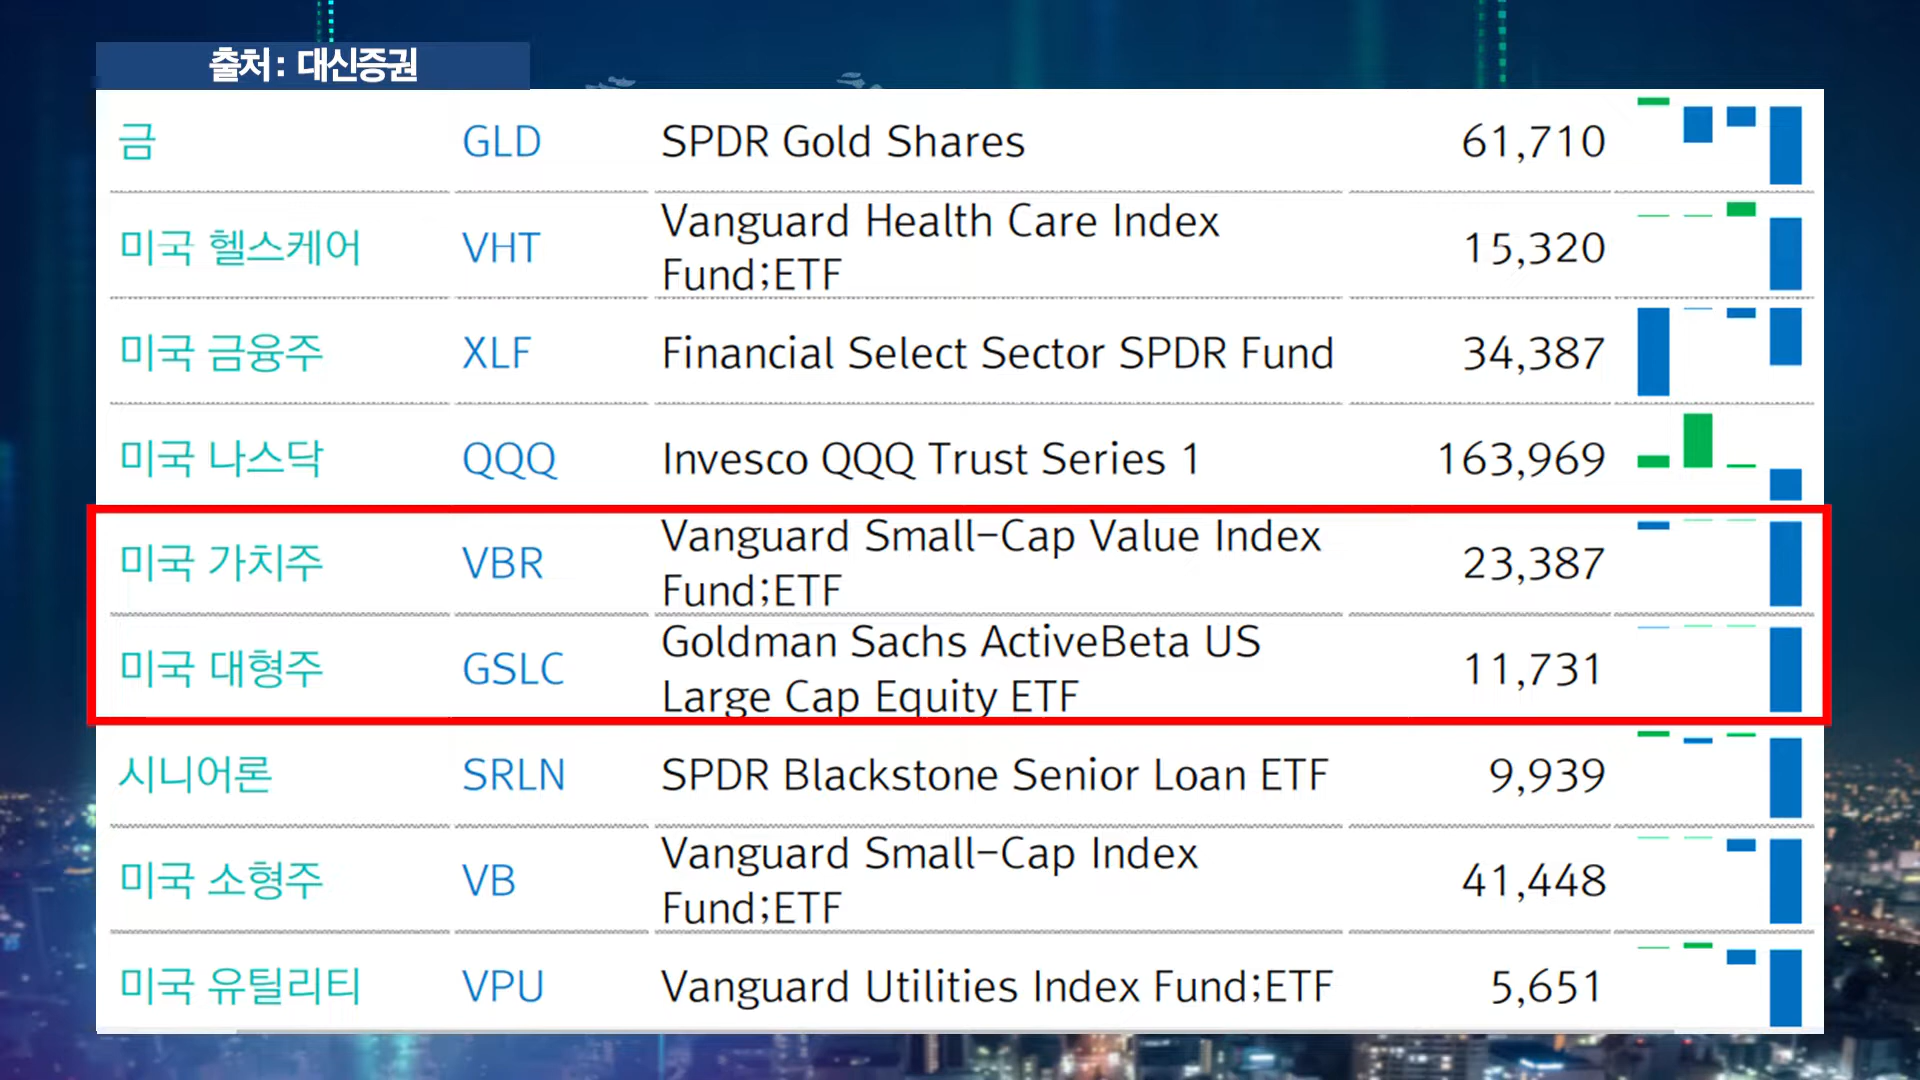 출처 : 대신증권
금 GLD SPDR Gold Shares 61,710
미국 헬스케어 VHT Vanguard Health Care Index
Fund;ETF 15,320
미국 금융주 XLF Financial Select Sector SPDR Fund 34,387
미국 나스닥 QQQ Invesco QQQ Trust Series 1 163,969
미국 가치주 VBR Vanguard Small-Cap Value Index
Fund;ETF 23,387
미국 대형주 GSLC Goldman Sachs ActiveBeta US
Large Cap Equity ETF 11,731
시니어론 SRLN SPDR Blackstone Senior Loan ETF 9,939
미국 소형주 VB Vanguard Small-Cap Index
Fund;ETF 41,448
미국 유틸리티 VPU Vanguard Utilities Index Fund;ETF 5,651